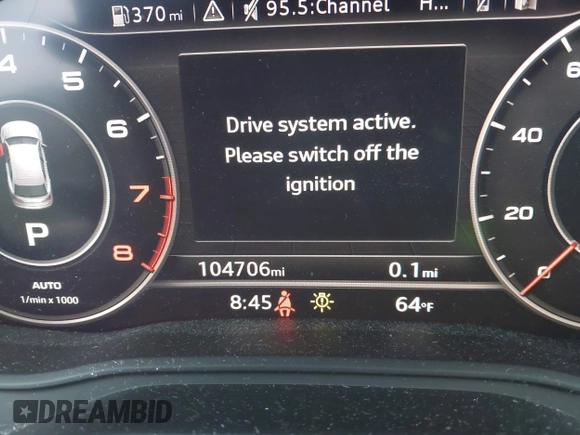 370 mi 95.5:Channel H...
4 5 6 7 8
Drive system active.
Please switch off the
ignition
P
AUTO
1/min x 1000
104706mi 0.1mi
8:45 64°F
60
40
20
0
DREAMBID